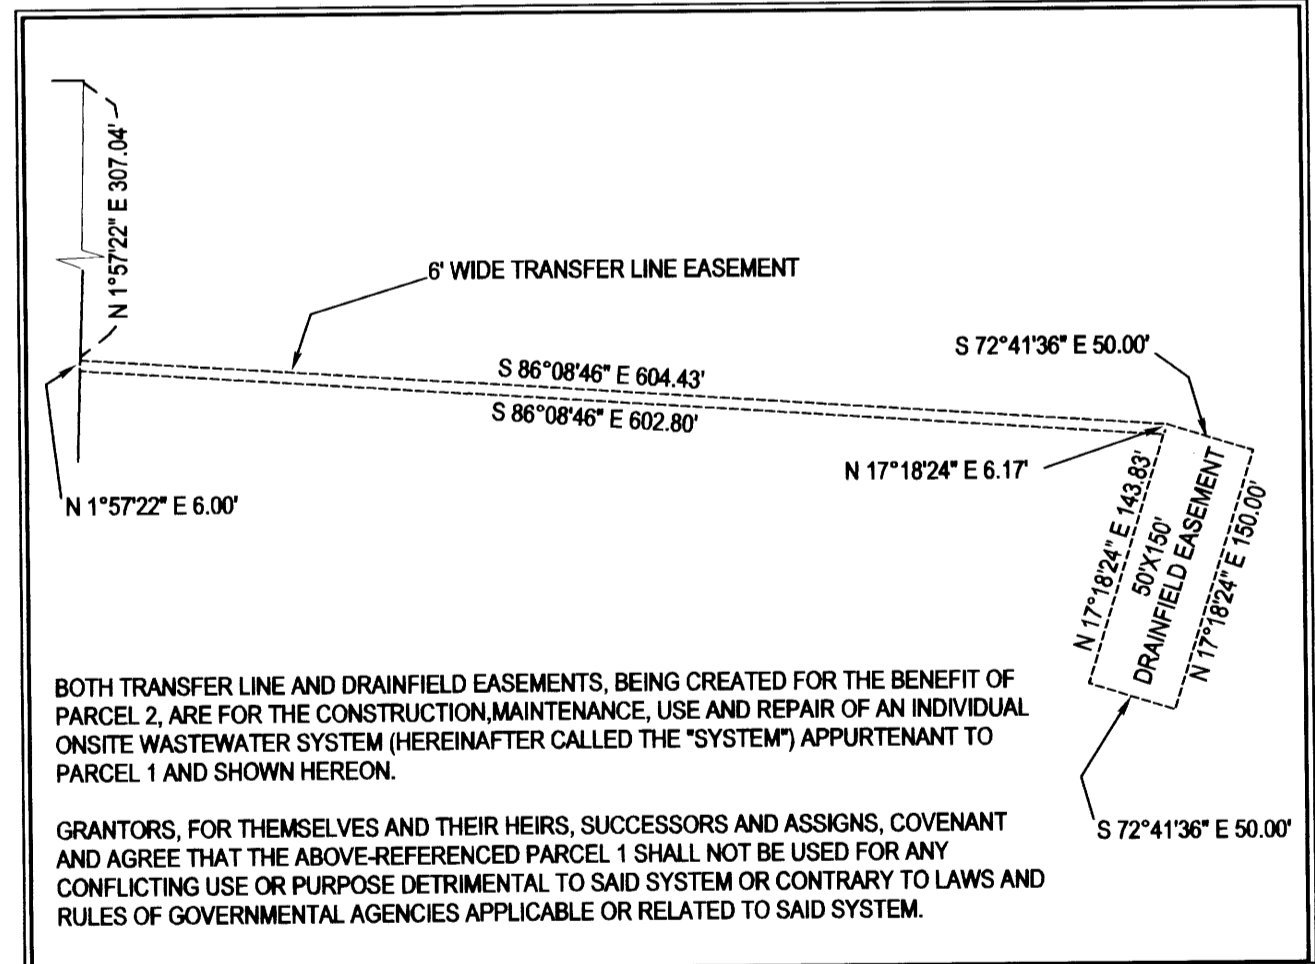 N 1°57'22" E 307.04'
6' WIDE TRANSFER LINE EASEMENT
S 72°41'36" E 50.00'
S 86°08'46" E 604.43'
S 86°08'46" E 602.80'
N 17°18'24" E 6.17'
N 1°57'22" E 6.00'
N 17°18'24" E 143.83'
50'X150'
DRAINFIELD EASEMENT
N 17°18'24" E 150.00'
BOTH TRANSFER LINE AND DRAINFIELD EASEMENTS, BEING CREATED FOR THE BENEFIT OF
PARCEL 2, ARE FOR THE CONSTRUCTION,MAINTENANCE, USE AND REPAIR OF AN INDIVIDUAL
ONSITE WASTEWATER SYSTEM (HEREINAFTER CALLED THE "SYSTEM") APPURTENANT TO
PARCEL 1 AND SHOWN HEREON.
S 72°41'36" E 50.00'
GRANTORS, FOR THEMSELVES AND THEIR HEIRS, SUCCESSORS AND ASSIGNS, COVENANT
AND AGREE THAT THE ABOVE-REFERENCED PARCEL 1 SHALL NOT BE USED FOR ANY
CONFLICTING USE OR PURPOSE DETRIMENTAL TO SAID SYSTEM OR CONTRARY TO LAWS AND
RULES OF GOVERNMENTAL AGENCIES APPLICABLE OR RELATED TO SAID SYSTEM.